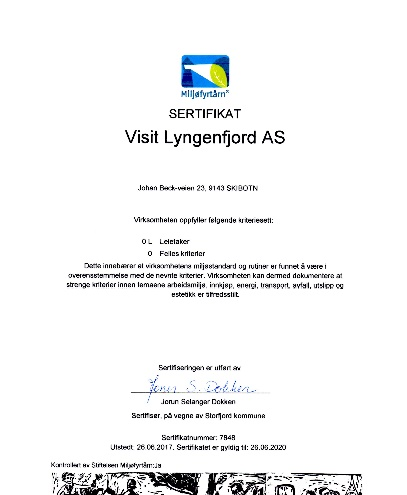 Miljøfyrtårn®
SERTIFIKAT
Visit Lyngenfjord AS
Johan Beck-veien 23, 9143 SKIBOTN
Virksomheten oppfyller følgende kriteriesett:
0 L Leietaker
0 Felles kriterier
Dette innebærer at virksomhetens miljøstandard og rutiner er funnet å være i
overensstemmelse med de nevnte kriterier. Virksomheten kan dermed dokumentere at
strenge kriterier innen temaene arbeidsmiljø, innkjøp, energi, transport, avfall, utslipp og
estetikk er tilfredsstilt.
Sertifiseringen er utført av
Jorun S. Dokken
Jorun Selanger Dokken
Sertifisør, på vegne av Storfjord kommune
Sertifikatnummer: 7848
Utstedt: 26.06.2017. Sertifikatet er gyldig til: 26.06.2020
Kontrollert av Stiftelsen Miljøfyrtårn:Ja